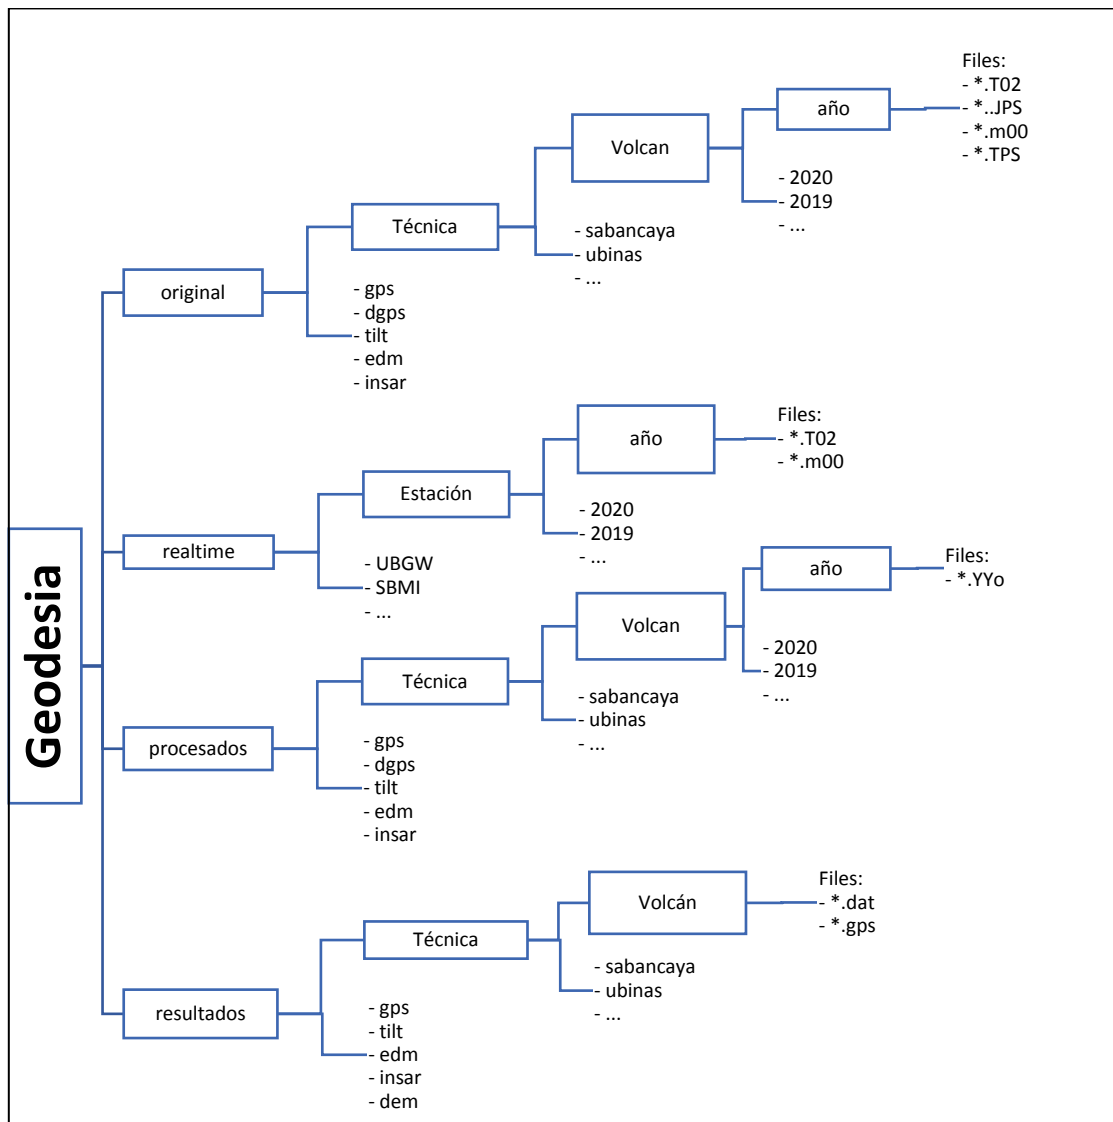 Geodesia
original
Técnica
- gps
- dgps
- tilt
- edm
- insar
Volcan
- sabancaya
- ubinas
- ...
año
- 2020
- 2019
- ...
Files:
- *.T02
- *..JPS
- *.m00
- *.TPS
realtime
Estación
- UBGW
- SBMI
- ...
año
- 2020
- 2019
- ...
Files:
- *.T02
- *.m00
procesados
Técnica
- gps
- dgps
- tilt
- edm
- insar
Volcan
- sabancaya
- ubinas
- ...
año
- 2020
- 2019
- ...
Files:
- *.YYo
resultados
Técnica
- gps
- tilt
- edm
- insar
- dem
Volcán
- sabancaya
- ubinas
- ...
Files:
- *.dat
- *.gps